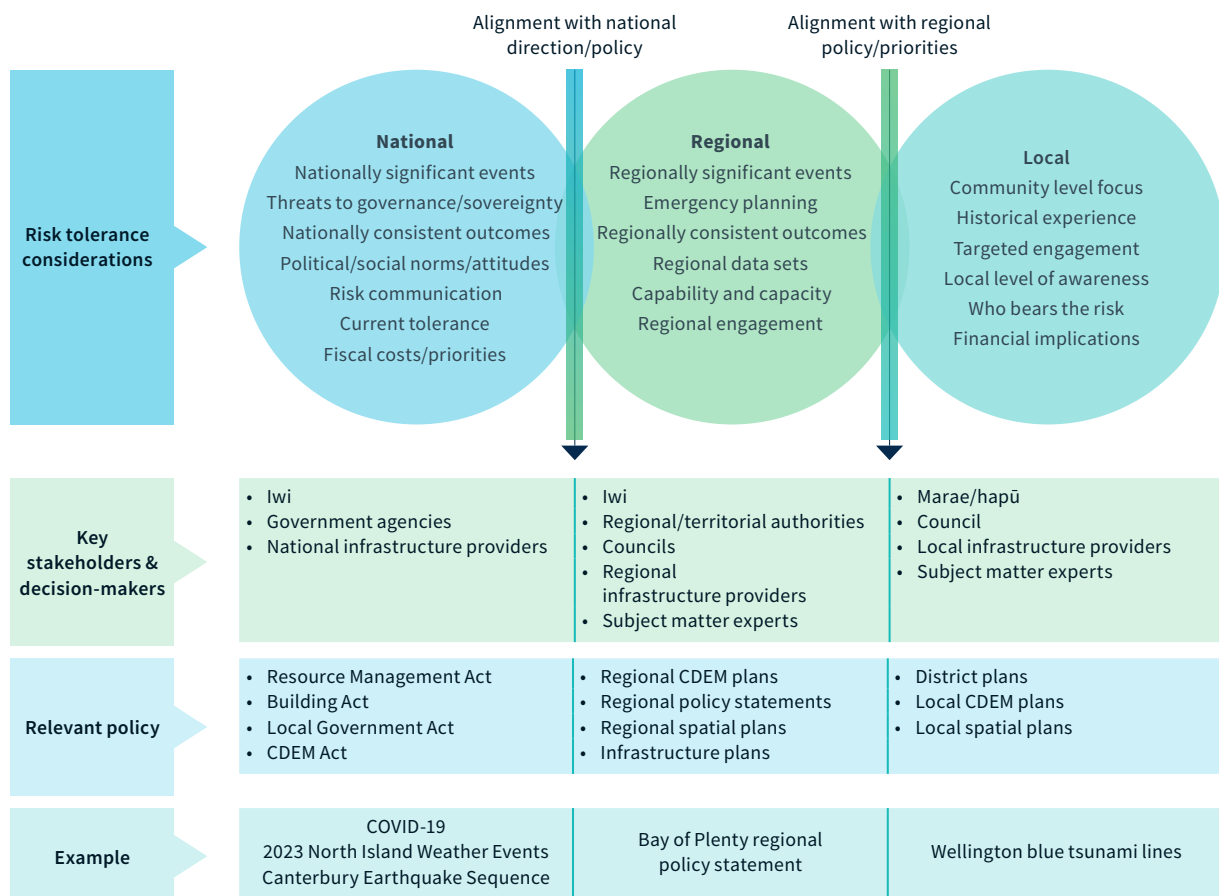 Alignment with national
direction/policy
Alignment with regional
policy/priorities
Risk tolerance
considerations
National
Nationally significant events
Threats to governance/sovereignty
Nationally consistent outcomes
Political/social norms/attitudes
Risk communication
Current tolerance
Fiscal costs/priorities
Regional
Regionally significant events
Emergency planning
Regionally consistent outcomes
Regional data sets
Capability and capacity
Regional engagement
Local
Community level focus
Historical experience
Targeted engagement
Local level of awareness
Who bears the risk
Financial implications
Key
stakeholders &
decision-makers
• Iwi
• Government agencies
• National infrastructure providers
• Iwi
• Regional/territorial authorities
• Councils
• Regional
infrastructure providers
• Subject matter experts
• Marae/hapū
• Council
• Local infrastructure providers
• Subject matter experts
Relevant policy
• Resource Management Act
• Building Act
• Local Government Act
• CDEM Act
• Regional CDEM plans
• Regional policy statements
• Regional spatial plans
• Infrastructure plans
• District plans
• Local CDEM plans
• Local spatial plans
Example
COVID-19
2023 North Island Weather Events
Canterbury Earthquake Sequence
Bay of Plenty regional
policy statement
Wellington blue tsunami lines